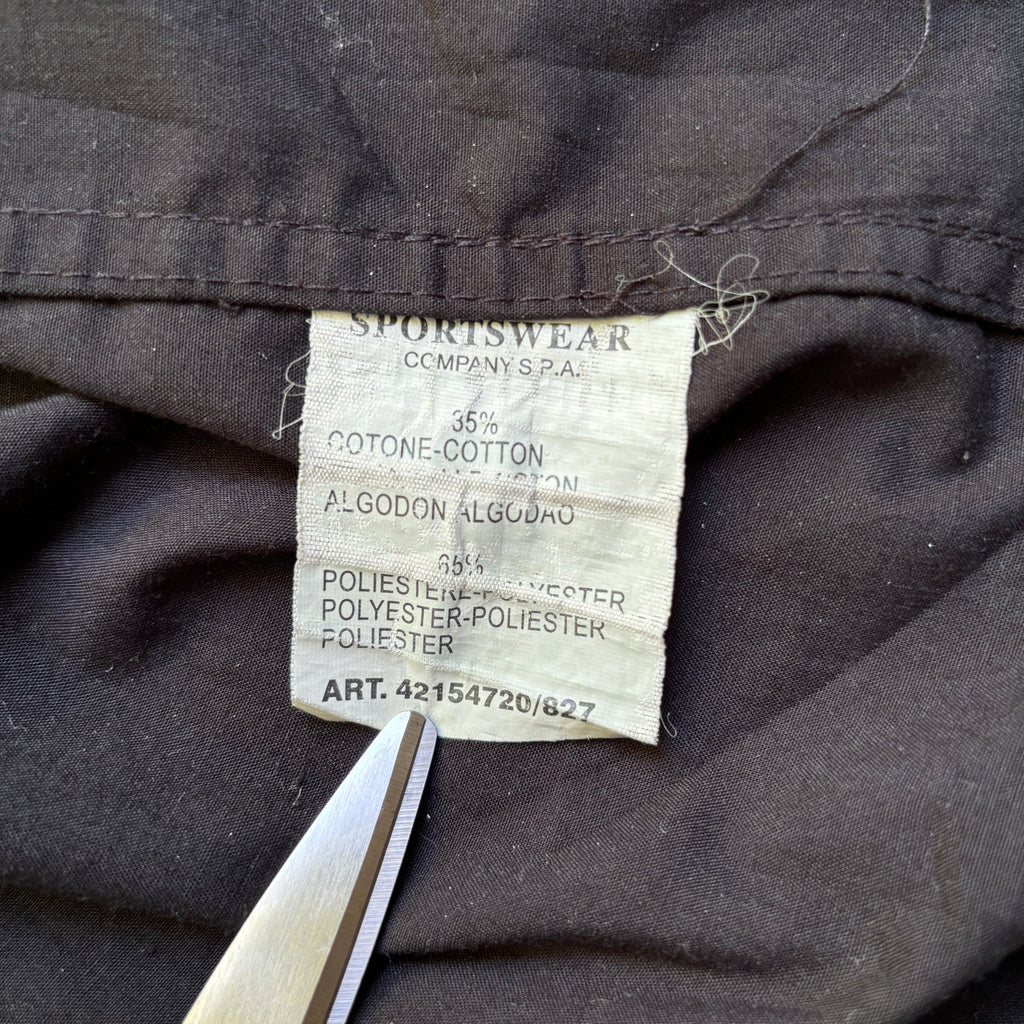 SPORTSWEAR
COMPANY S.P.A.
35%
COTONE-COTTON
ALGODON ALGODAO
65%
POLIESTERE-POLYESTER
POLYESTER-POLIESTER
POLIESTER
ART. 42154720/827